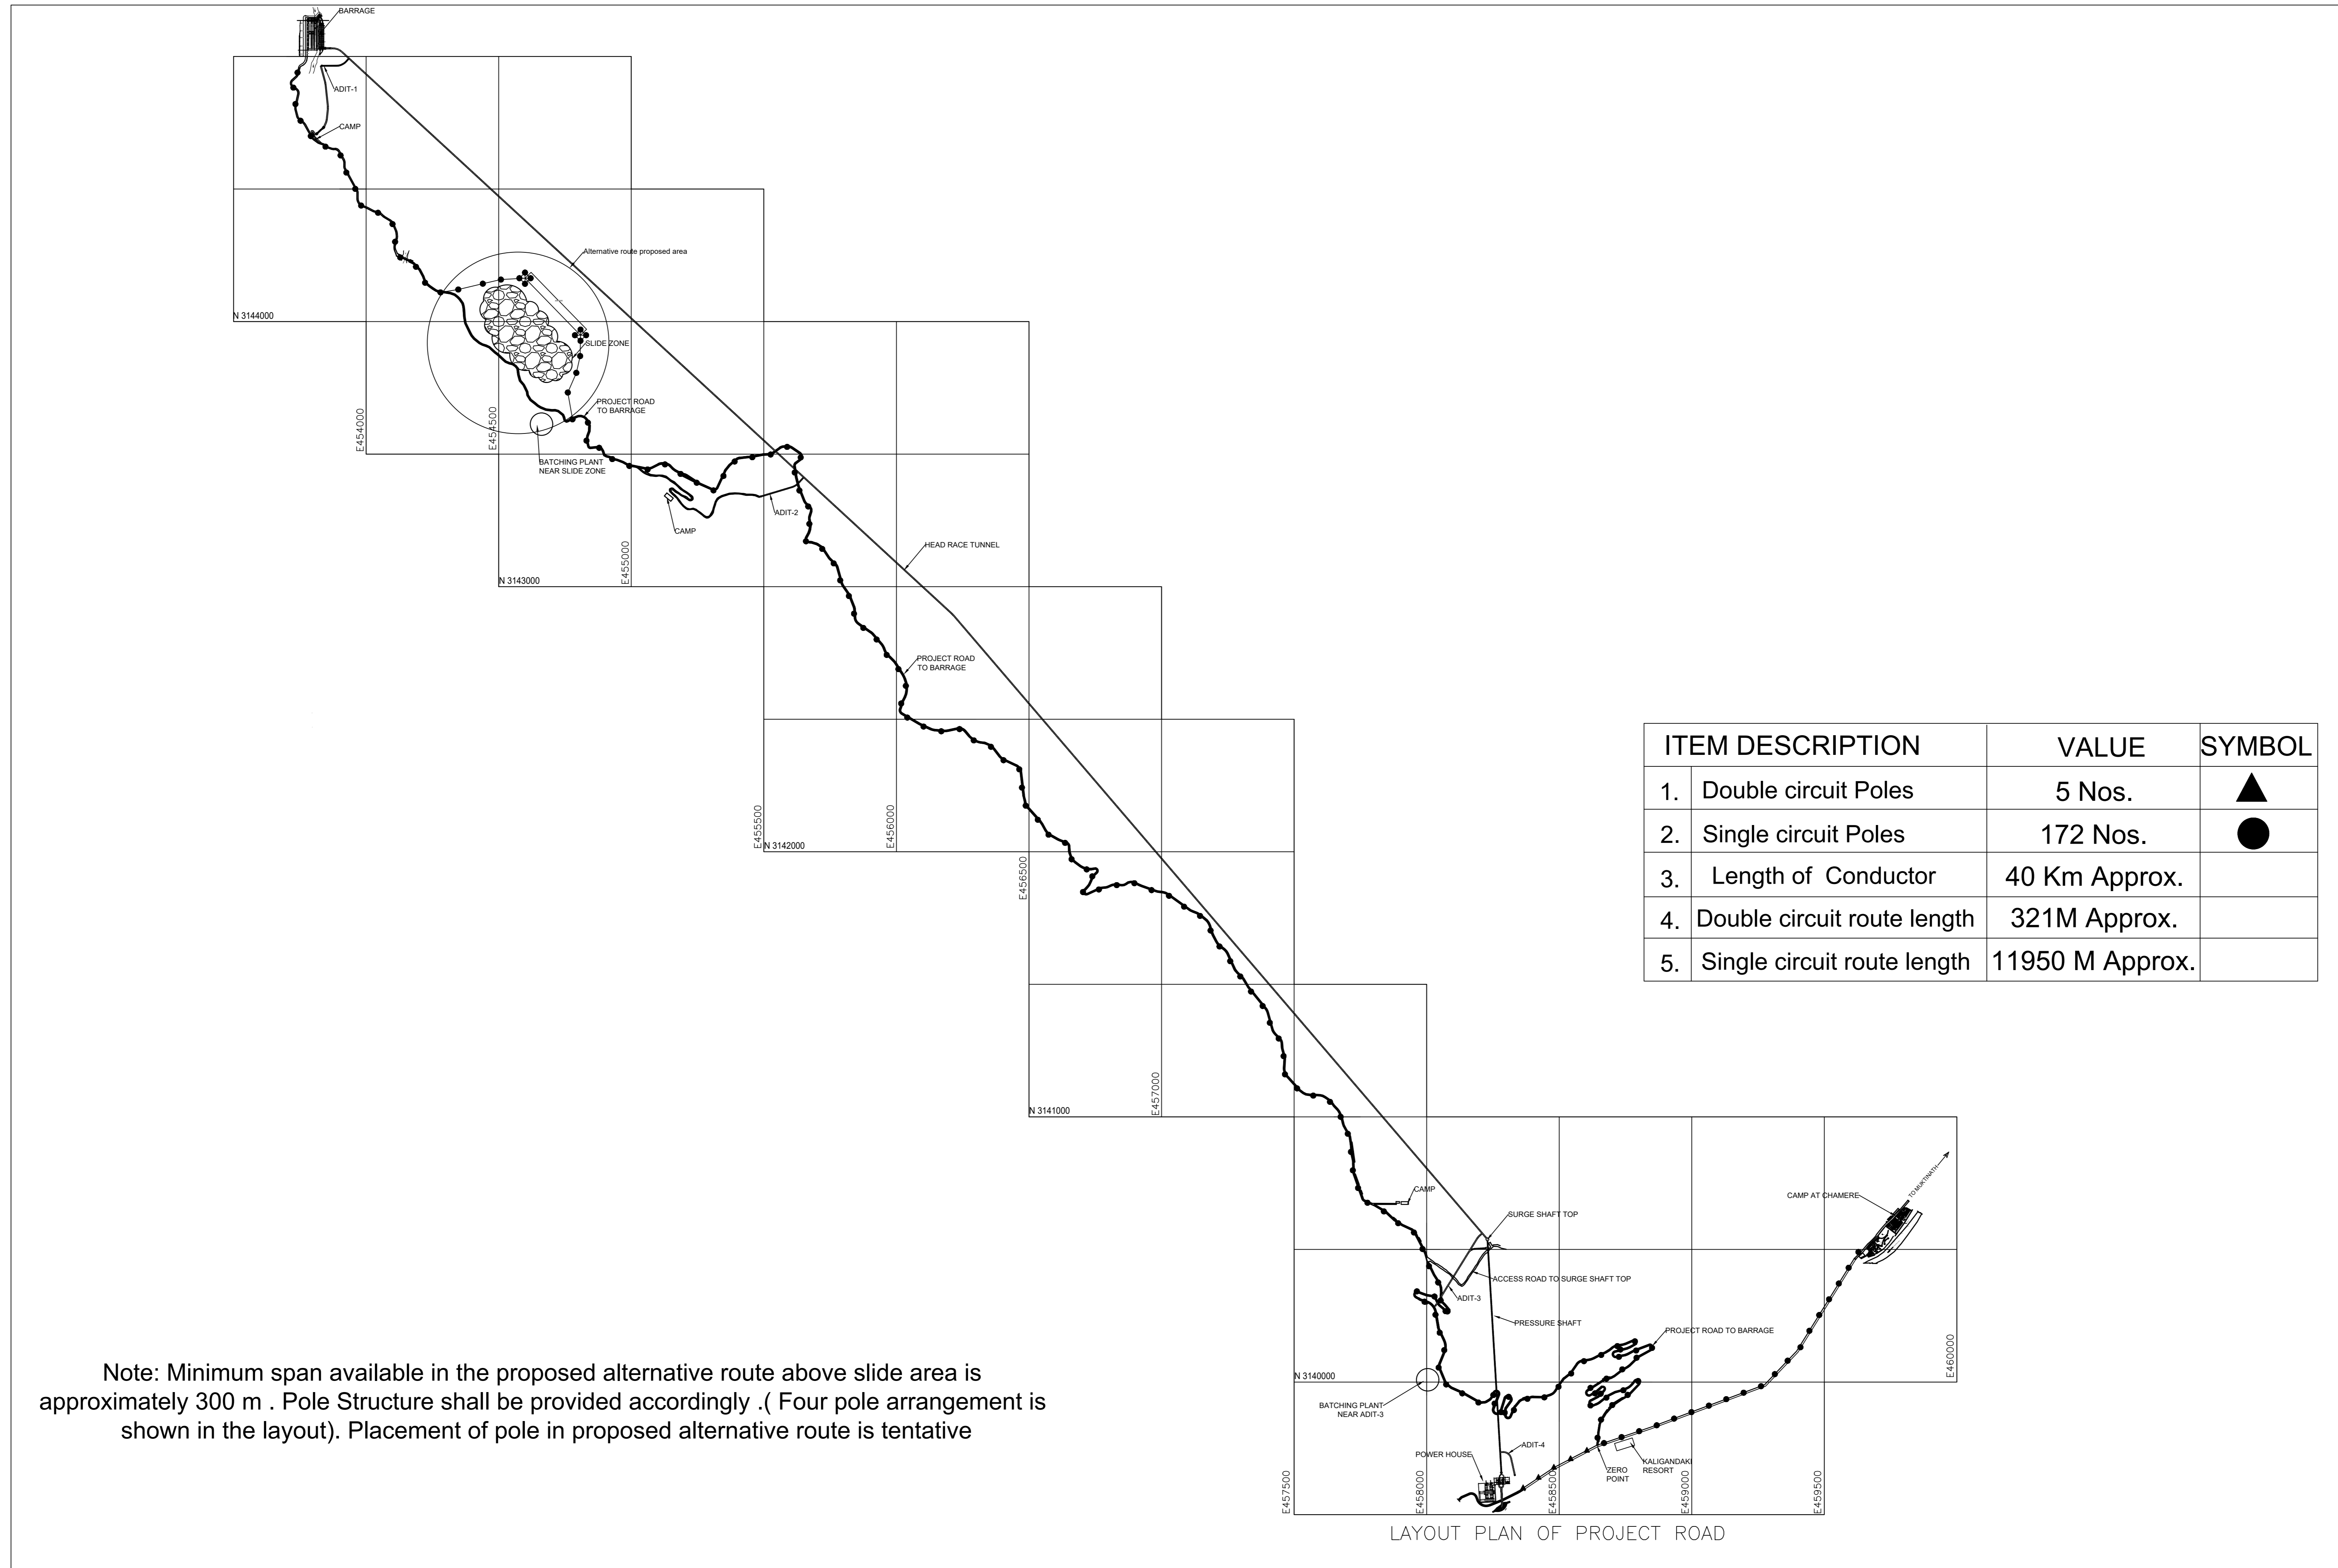 BARRAGE
ADIT-1
CAMP
Alternative route proposed area
N 3144000
SLIDE ZONE
E454000
E454500
PROJECT ROAD
TO BARRAGE
BATCHING PLANT
NEAR SLIDE ZONE
ADIT-2
CAMP
HEAD RACE TUNNEL
E455000
N 3143000
PROJECT ROAD
TO BARRAGE
ITEM DESCRIPTION VALUE SYMBOL
1. Double circuit Poles 5 Nos.
2. Single circuit Poles 172 Nos.
3. Length of Conductor 40 Km Approx.
4. Double circuit route length 321M Approx.
5. Single circuit route length 11950 M Approx.
E455500
E456000
N 3142000
E456500
E457000
N 3141000
TO MUKTINATH
CAMP
CAMP AT CHAMERE
SURGE SHAFT TOP
ACCESS ROAD TO SURGE SHAFT TOP
ADIT-3
PRESSURE SHAFT
PROJECT ROAD TO BARRAGE
E460000
N 3140000
BATCHING PLANT
NEAR ADIT-3
POWER HOUSE
ADIT-4
ZERO
POINT
KALIGANDAKI
RESORT
E457500
E458000
E458500
E459000
E459500
Note: Minimum span available in the proposed alternative route above slide area is
approximately 300 m . Pole Structure shall be provided accordingly .( Four pole arrangement is
shown in the layout). Placement of pole in proposed alternative route is tentative
LAYOUT PLAN OF PROJECT ROAD